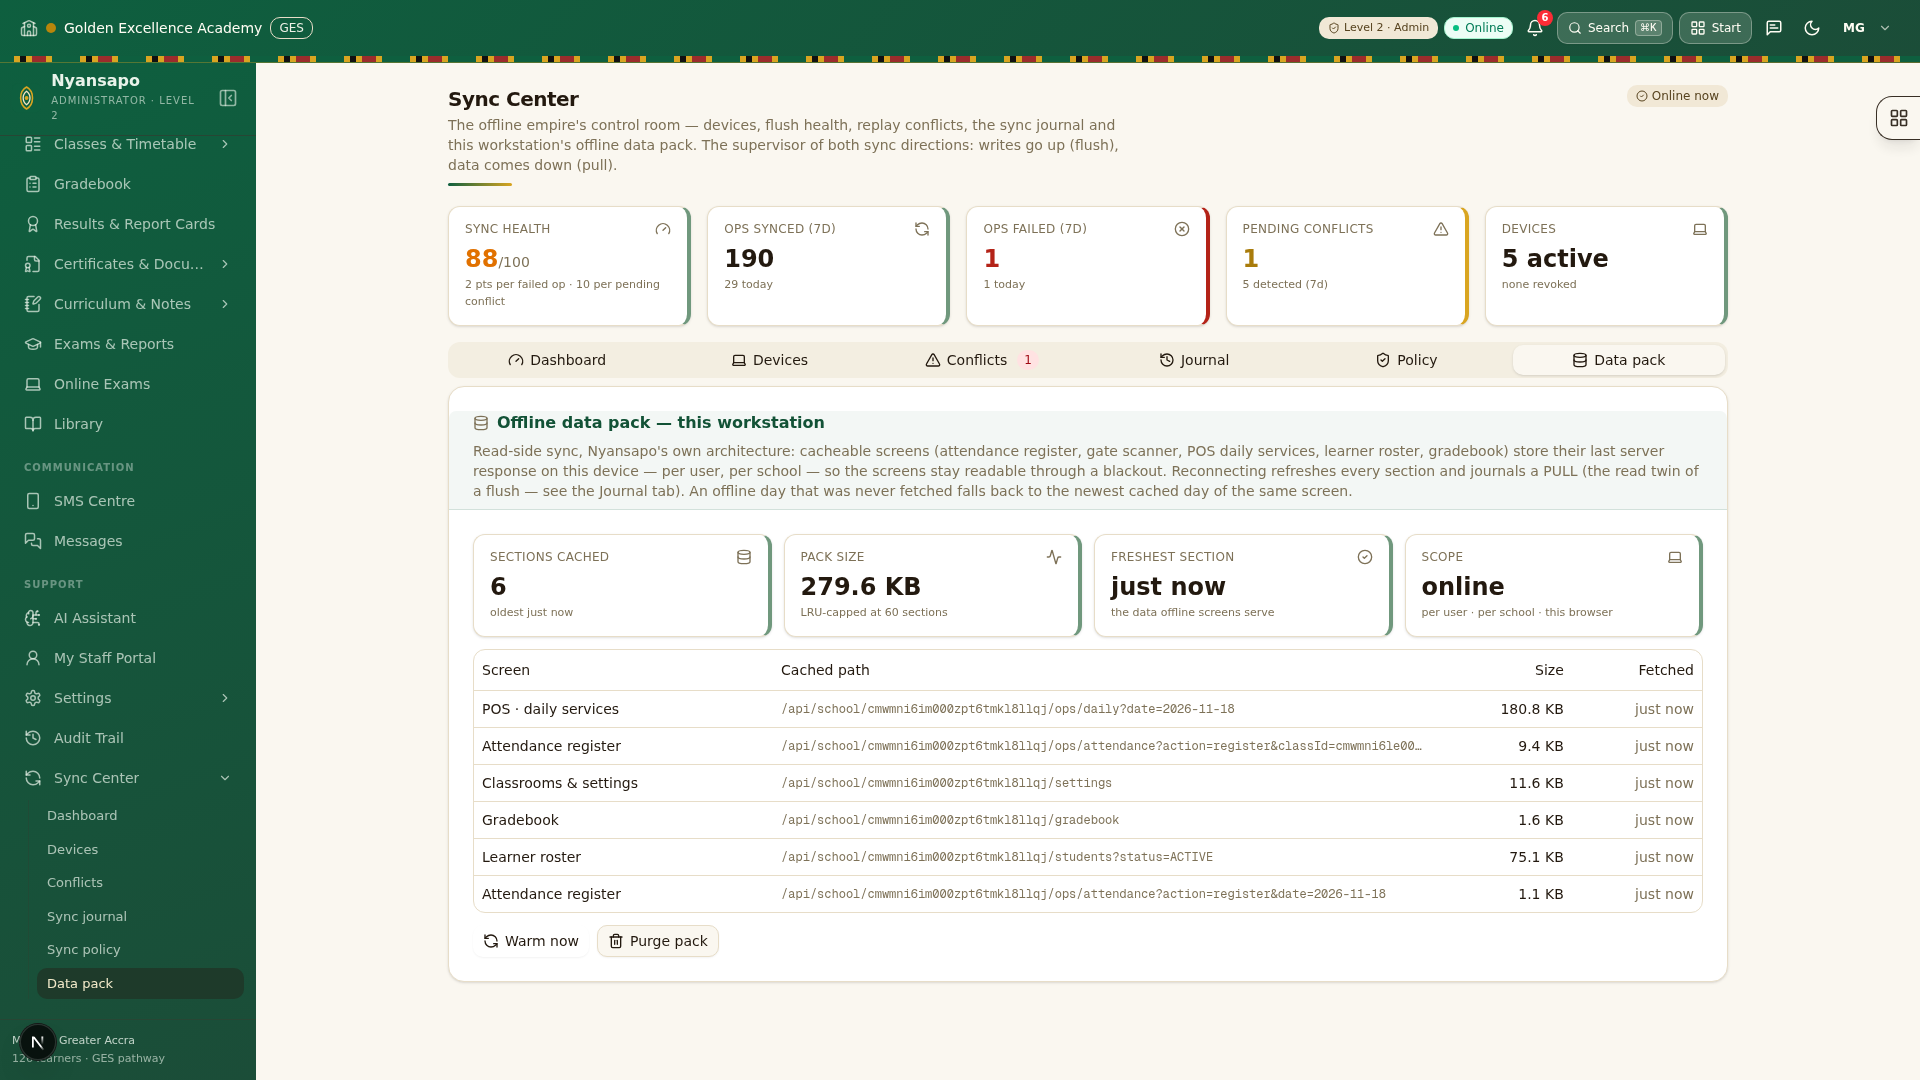 Golden Excellence Academy GES
Level 2 · Admin
Online
6
Search ⌘K
Start
MG
Nyansapo
ADMINISTRATOR · LEVEL
2
Classes & Timetable
Gradebook
Results & Report Cards
Certificates & Docu...
Curriculum & Notes
Exams & Reports
Online Exams
Library
COMMUNICATION
SMS Centre
Messages
SUPPORT
AI Assistant
My Staff Portal
Settings
Audit Trail
Sync Center
Dashboard
Devices
Conflicts
Sync journal
Sync policy
Data pack
Greater Accra
N
· GES pathway
Sync Center
Online now
The offline empire's control room — devices, flush health, replay conflicts, the sync journal and
this workstation's offline data pack. The supervisor of both sync directions: writes go up (flush),
data comes down (pull).
SYNC HEALTH
88/100
2 pts per failed op · 10 per pending
conflict
OPS SYNCED (7D)
190
29 today
OPS FAILED (7D)
1
1 today
PENDING CONFLICTS
1
5 detected (7d)
DEVICES
5 active
none revoked
Dashboard
Devices
Conflicts 1
Journal
Policy
Data pack
Offline data pack — this workstation
Read-side sync, Nyansapo's own architecture: cacheable screens (attendance register, gate scanner, POS daily services, learner roster, gradebook) store their last server
response on this device — per user, per school — so the screens stay readable through a blackout. Reconnecting refreshes every section and journals a PULL (the read twin of
a flush — see the Journal tab). An offline day that was never fetched falls back to the newest cached day of the same screen.
SECTIONS CACHED
6
oldest just now
PACK SIZE
279.6 KB
LRU-capped at 60 sections
FRESHEST SECTION
just now
the data offline screens serve
SCOPE
online
per user · per school · this browser
Screen Cached path Size Fetched
POS · daily services /api/school/cmwmni6im000zpt6tmkl8llqj/ops/daily?date=2026-11-18 180.8 KB just now
Attendance register /api/school/cmwmni6im000zpt6tmkl8llqj/ops/attendance?action=register&classId=cmwmni6le00… 9.4 KB just now
Classrooms & settings /api/school/cmwmni6im000zpt6tmkl8llqj/settings 11.6 KB just now
Gradebook /api/school/cmwmni6im000zpt6tmkl8llqj/gradebook 1.6 KB just now
Learner roster /api/school/cmwmni6im000zpt6tmkl8llqj/students?status=ACTIVE 75.1 KB just now
Attendance register /api/school/cmwmni6im000zpt6tmkl8llqj/ops/attendance?action=register&date=2026-11-18 1.1 KB just now
Warm now
Purge pack